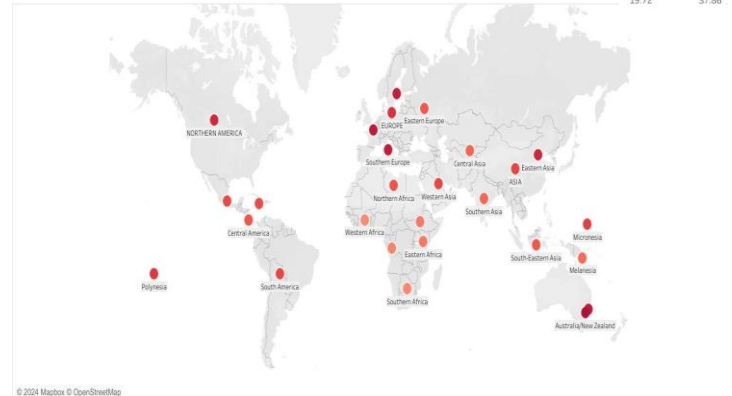 19.72 37.86
EUROPE
Eastern Europe
NORTHERN AMERICA
Southern Europe
Central Asia
Eastern Asia
ASIA
Northern Africa
Western Asia
Southern Asia
Central America
Western Africa
Micronesia
Eastern Africa
South-Eastern Asia
Melanesia
Polynesia
South America
Southern Africa
Australia/New Zealand
© 2024 Mapbox © OpenStreetMap